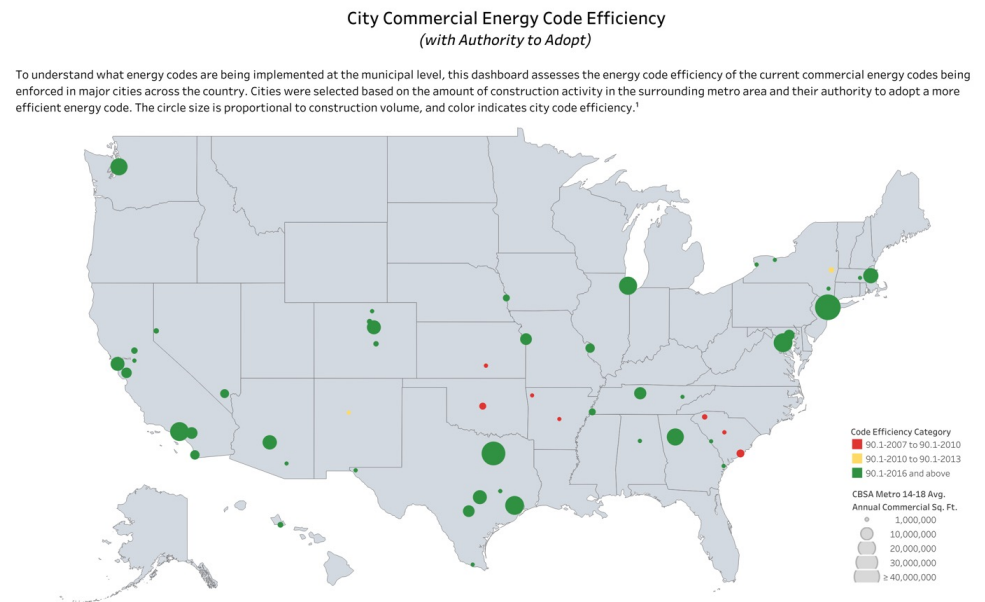 City Commercial Energy Code Efficiency
(with Authority to Adopt)
To understand what energy codes are being implemented at the municipal level, this dashboard assesses the energy code efficiency of the current commercial energy codes being
enforced in major cities across the country. Cities were selected based on the amount of construction activity in the surrounding metro area and their authority to adopt a more
efficient energy code. The circle size is proportional to construction volume, and color indicates city code efficiency.¹
Code Efficiency Category
90.1-2007 to 90.1-2010
90.1-2010 to 90.1-2013
90.1-2016 and above
CBSA Metro 14-18 Avg.
Annual Commercial Sq. Ft.
1,000,000
10,000,000
20,000,000
30,000,000
≥ 40,000,000